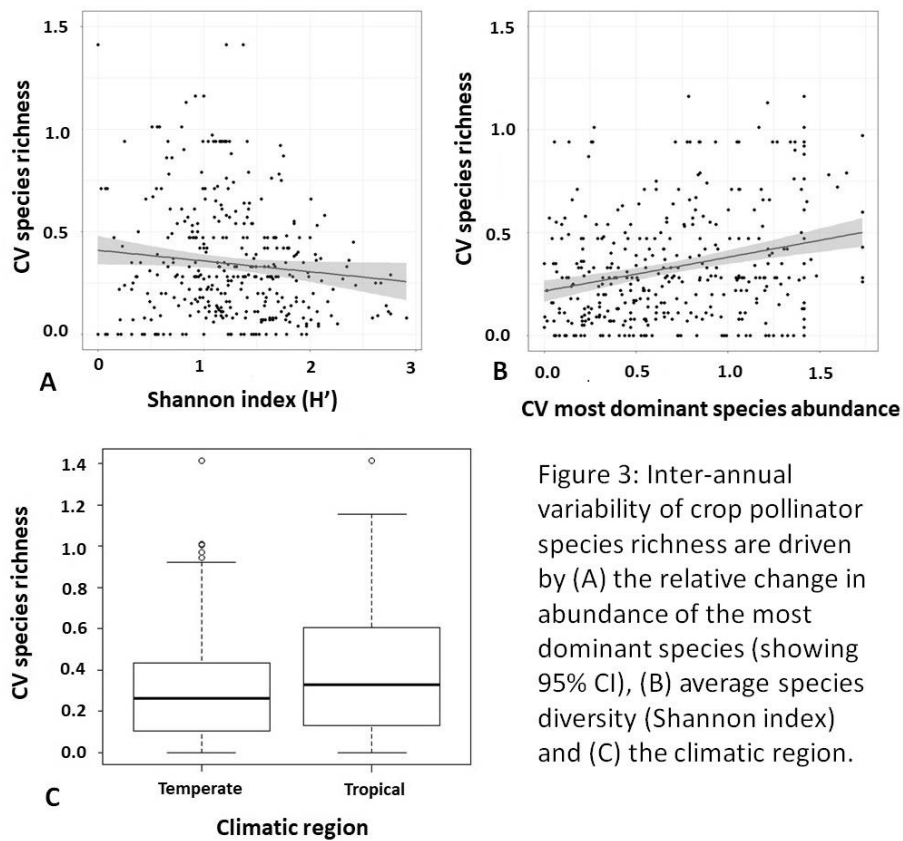 1.5
1.0
0.5
0.0
CV species richness
0
1
2
3
A
Shannon index (H’)
1.5
1.0
0.5
0.0
CV species richness
0.0
0.5
1.0
1.5
B
CV most dominant species abundance
1.4
1.2
1.0
0.8
0.6
0.4
0.2
0.0
CV species richness
Temperate
Tropical
C
Climatic region
Figure 3: Inter-annual
variability of crop pollinator
species richness are driven
by (A) the relative change in
abundance of the most
dominant species (showing
95% CI), (B) average species
diversity (Shannon index)
and (C) the climatic region.